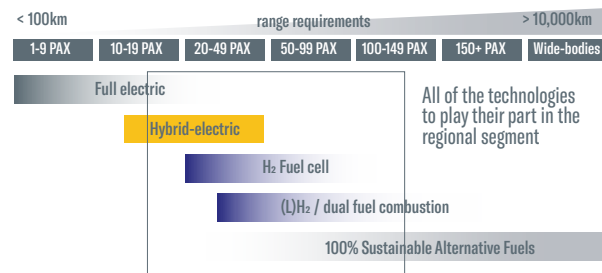 < 100km range requirements > 10,000km
1-9 PAX 10-19 PAX 20-49 PAX 50-99 PAX 100-149 PAX 150+ PAX Wide-bodies
Full electric
All of the technologies
to play their part in the
regional segment
Hybrid-electric
H₂ Fuel cell
(L)H₂ / dual fuel combustion
100% Sustainable Alternative Fuels